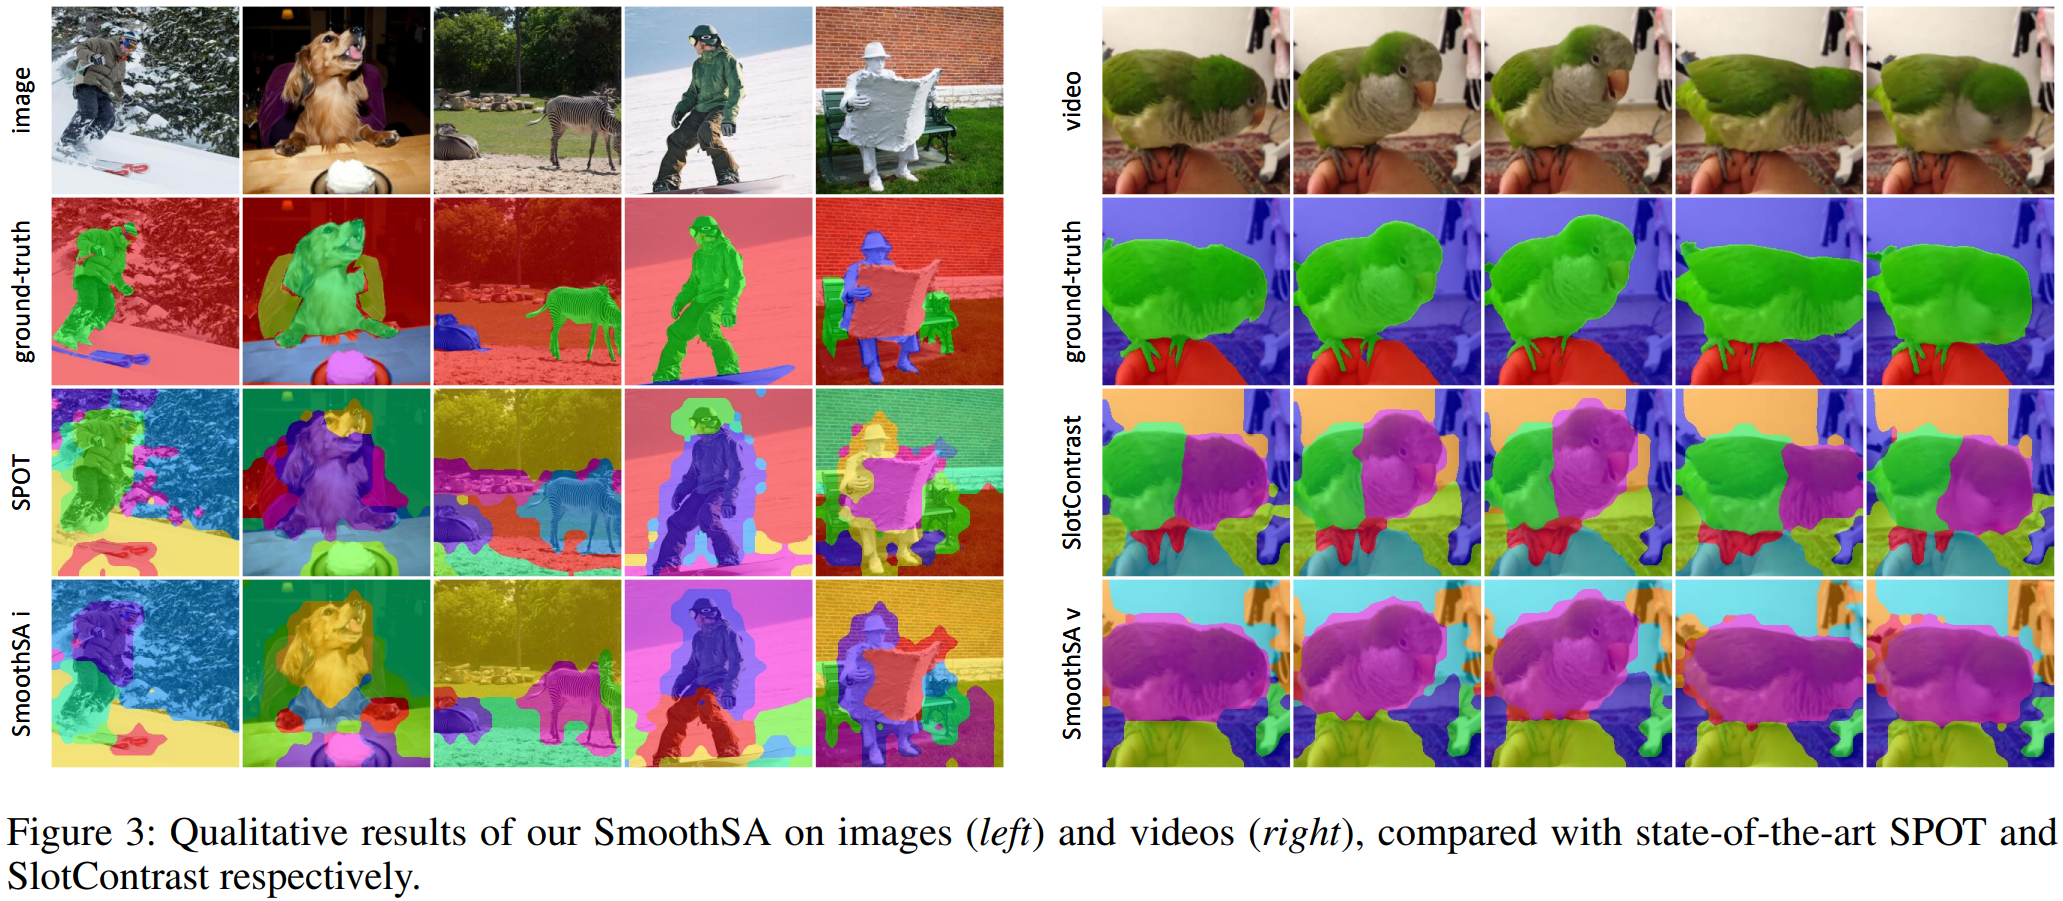 image
ground-truth
SPOT
SmoothSA i
video
ground-truth
SlotContrast
SmoothSA v
Figure 3: Qualitative results of our SmoothSA on images (left) and videos (right), compared with state-of-the-art SPOT and
SlotContrast respectively.